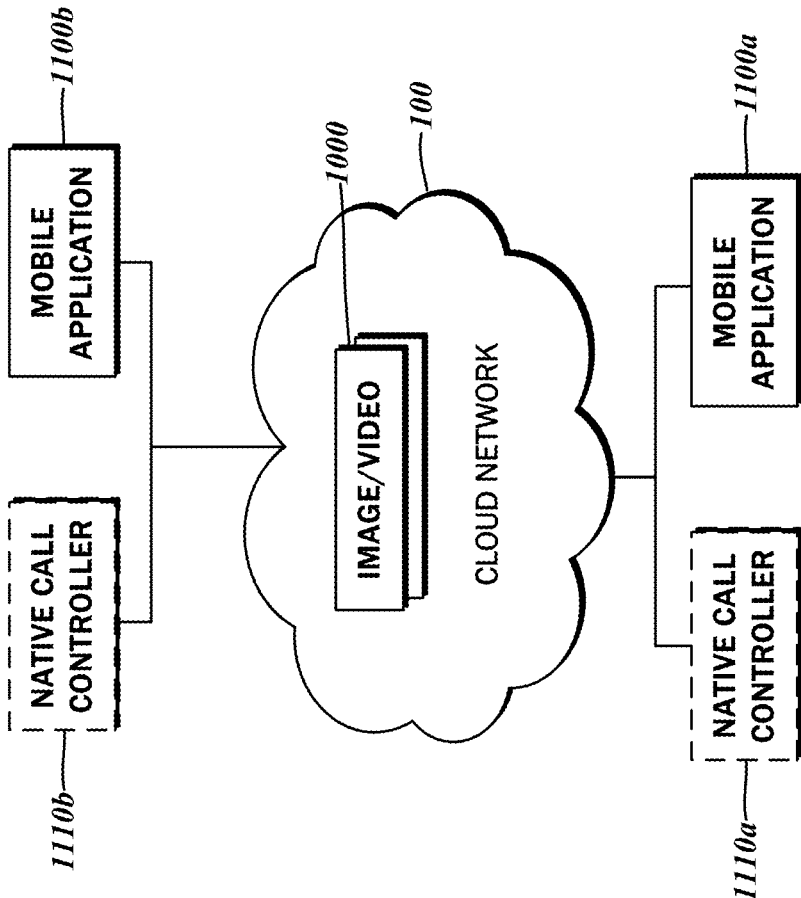 1110b
NATIVE CALL
CONTROLLER
MOBILE
APPLICATION
1100b
IMAGE/VIDEO
1000
CLOUD NETWORK
100
1110a
NATIVE CALL
CONTROLLER
MOBILE
APPLICATION
1100a